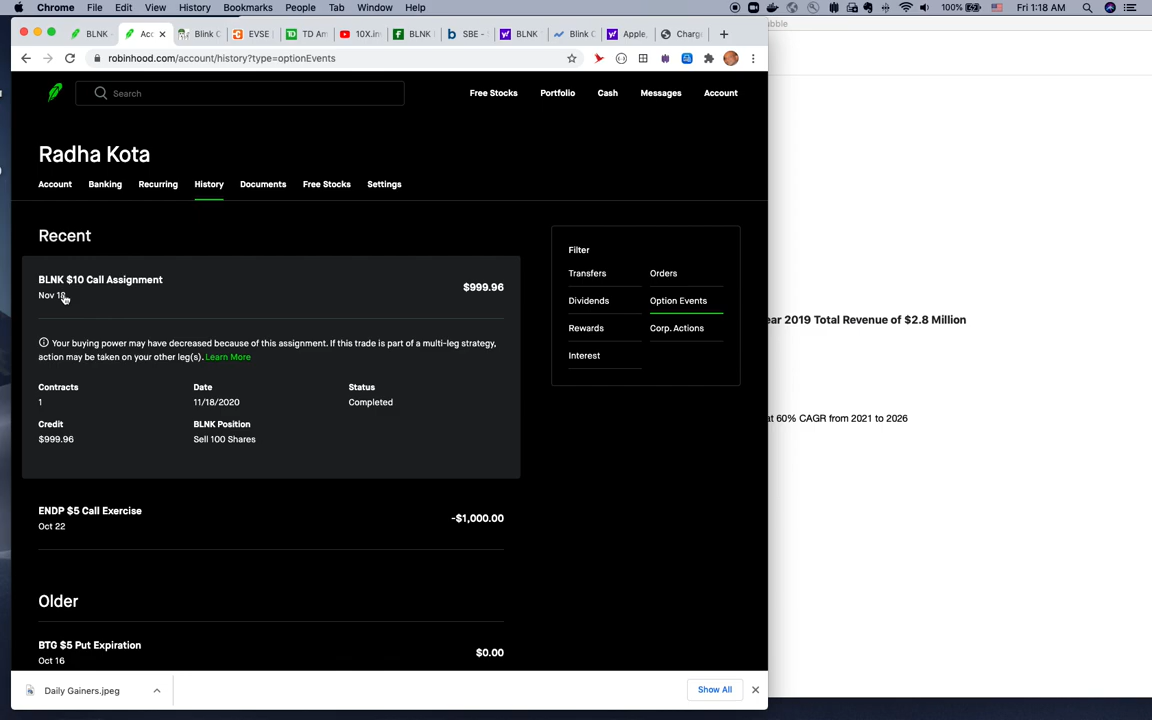 Chrome File Edit View History Bookmarks People Tab Window Help 100% Fri 1:18 AM
BLNK Acc Blink C EVSE TD Am 10X.in BLNK SBE - BLNK Blink C Apple, Charg
robinhood.com/account/history?type=optionEvents
Search
Free Stocks Portfolio Cash Messages Account
Radha Kota
Account Banking Recurring History Documents Free Stocks Settings
Recent
BLNK $10 Call Assignment
Nov 18
$999.96
Your buying power may have decreased because of this assignment. If this trade is part of a multi-leg strategy,
action may be taken on your other leg(s). Learn More
Contracts Date Status
1 11/18/2020 Completed
Credit BLNK Position
$999.96 Sell 100 Shares
ENDP $5 Call Exercise
Oct 22
-$1,000.00
Older
BTG $5 Put Expiration
Oct 16
$0.00
Filter
Transfers Orders
Dividends Option Events
Rewards Corp. Actions
Interest
ear 2019 Total Revenue of $2.8 Million
at 60% CAGR from 2021 to 2026
Daily Gainers.jpeg
Show All